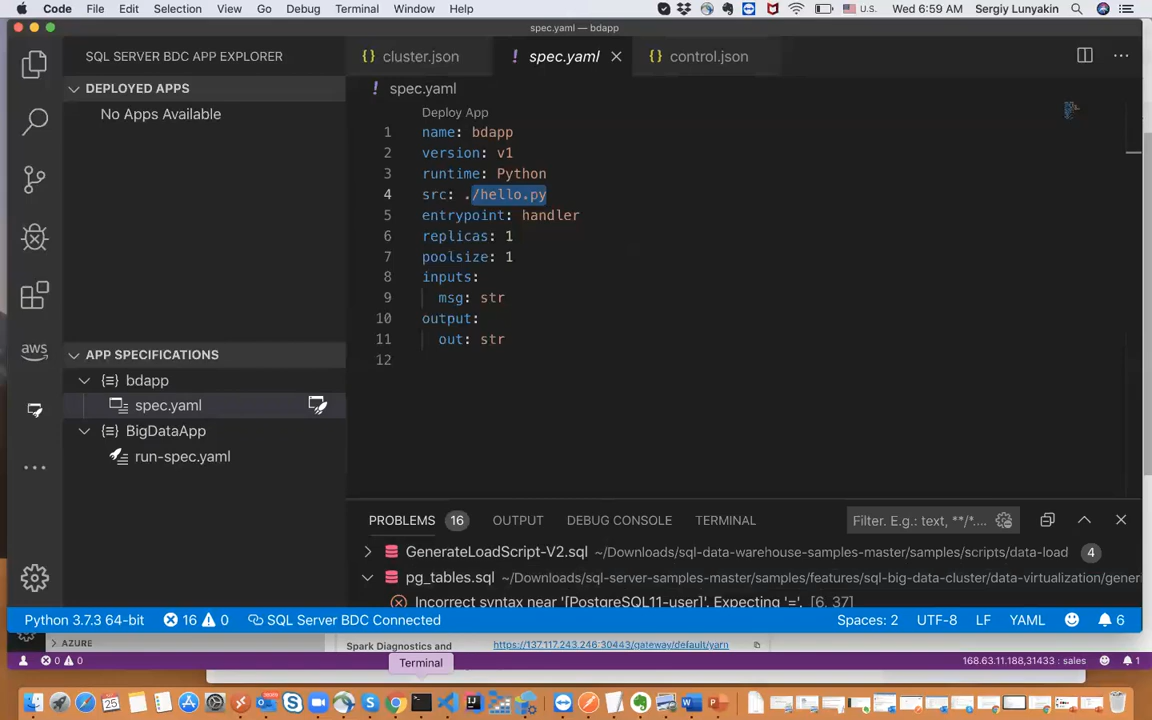 Code File Edit Selection View Go Debug Terminal Window Help U.S. Wed 6:59 AM Sergiy Lunyakin
spec.yaml — bdapp
SQL SERVER BDC APP EXPLORER
DEPLOYED APPS
No Apps Available
APP SPECIFICATIONS
bdapp
spec.yaml
BigDataApp
run-spec.yaml
aws
{} cluster.json ! spec.yaml {} control.json
! spec.yaml
Deploy App
1 name: bdapp
2 version: v1
3 runtime: Python
4 src: ./hello.py
5 entrypoint: handler
6 replicas: 1
7 poolsize: 1
8 inputs:
9 msg: str
10 output:
11 out: str
12
PROBLEMS 16 OUTPUT DEBUG CONSOLE TERMINAL Filter. E.g.: text, **/*....
GenerateLoadScript-V2.sql ~/Downloads/sql-data-warehouse-samples-master/samples/scripts/data-load 4
pg_tables.sql ~/Downloads/sql-server-samples-master/samples/features/sql-big-data-cluster/data-virtualization/gener
Incorrect syntax near '[PostgreSQL11-user]'. Expecting '='. [6, 37]
Python 3.7.3 64-bit 16 0 SQL Server BDC Connected Spaces: 2 UTF-8 LF YAML 6
AZURE
Spark Diagnostics and https://137.117.243.246:30443/gateway/default/yarn
0 0 168.63.11.188,31433 : sales 1
Terminal
25